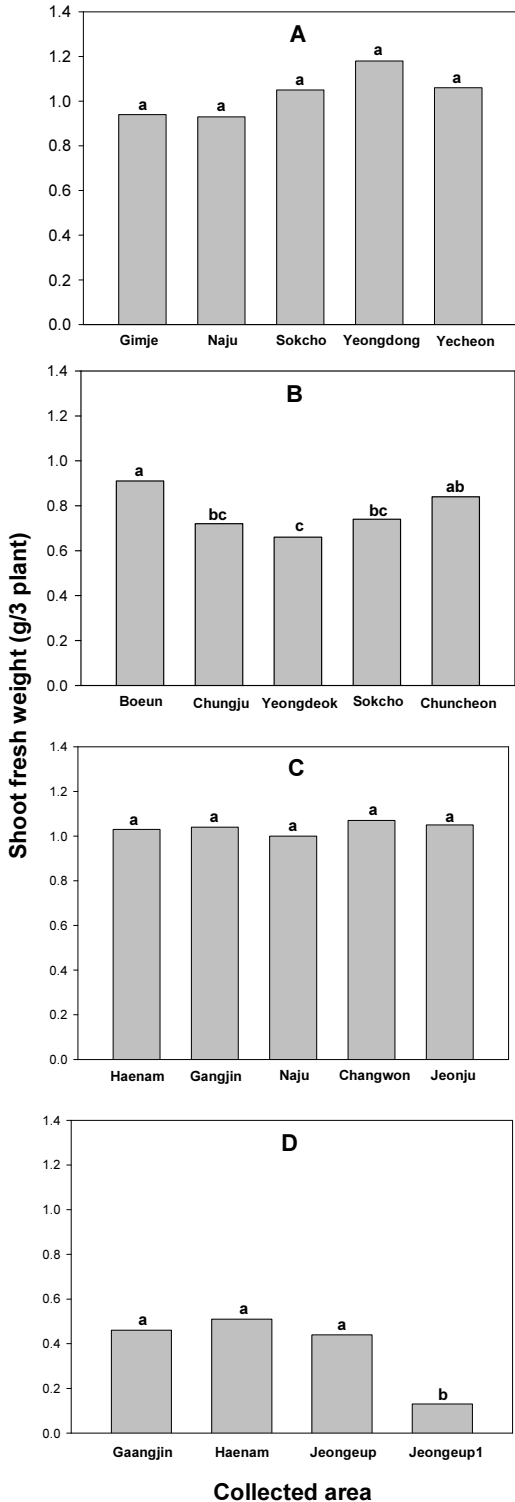 A
1.4
1.2
1.0
0.8
0.6
0.4
0.2
0.0
a a a a a
Gimje Naju Sokcho Yeongdong Yecheon
B
1.4
1.2
1.0
0.8
0.6
0.4
0.2
0.0
a bc c bc ab
Boeun Chungju Yeongdeok Sokcho Chuncheon
Shoot fresh weight (g/3 plant)
C
1.4
1.2
1.0
0.8
0.6
0.4
0.2
0.0
a a a a a
Haenam Gangjin Naju Changwon Jeonju
D
1.4
1.2
1.0
0.8
0.6
0.4
0.2
0.0
a a a b
Gaangjin Haenam Jeongeup Jeongeup1
Collected area